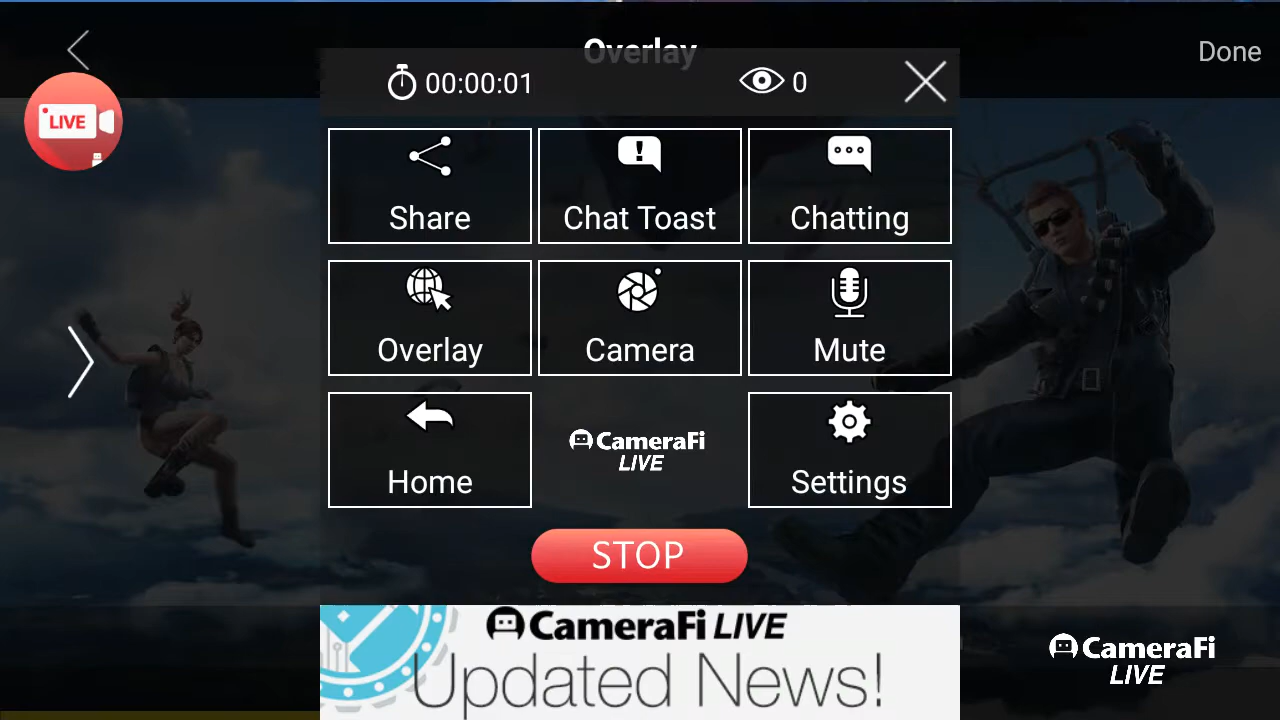 Overlay
Done
00:00:01
0
LIVE
Share
Chat Toast
Chatting
Overlay
Camera
Mute
Home
CameraFi
LIVE
Settings
STOP
CameraFi LIVE
Updated News!
CameraFi
LIVE